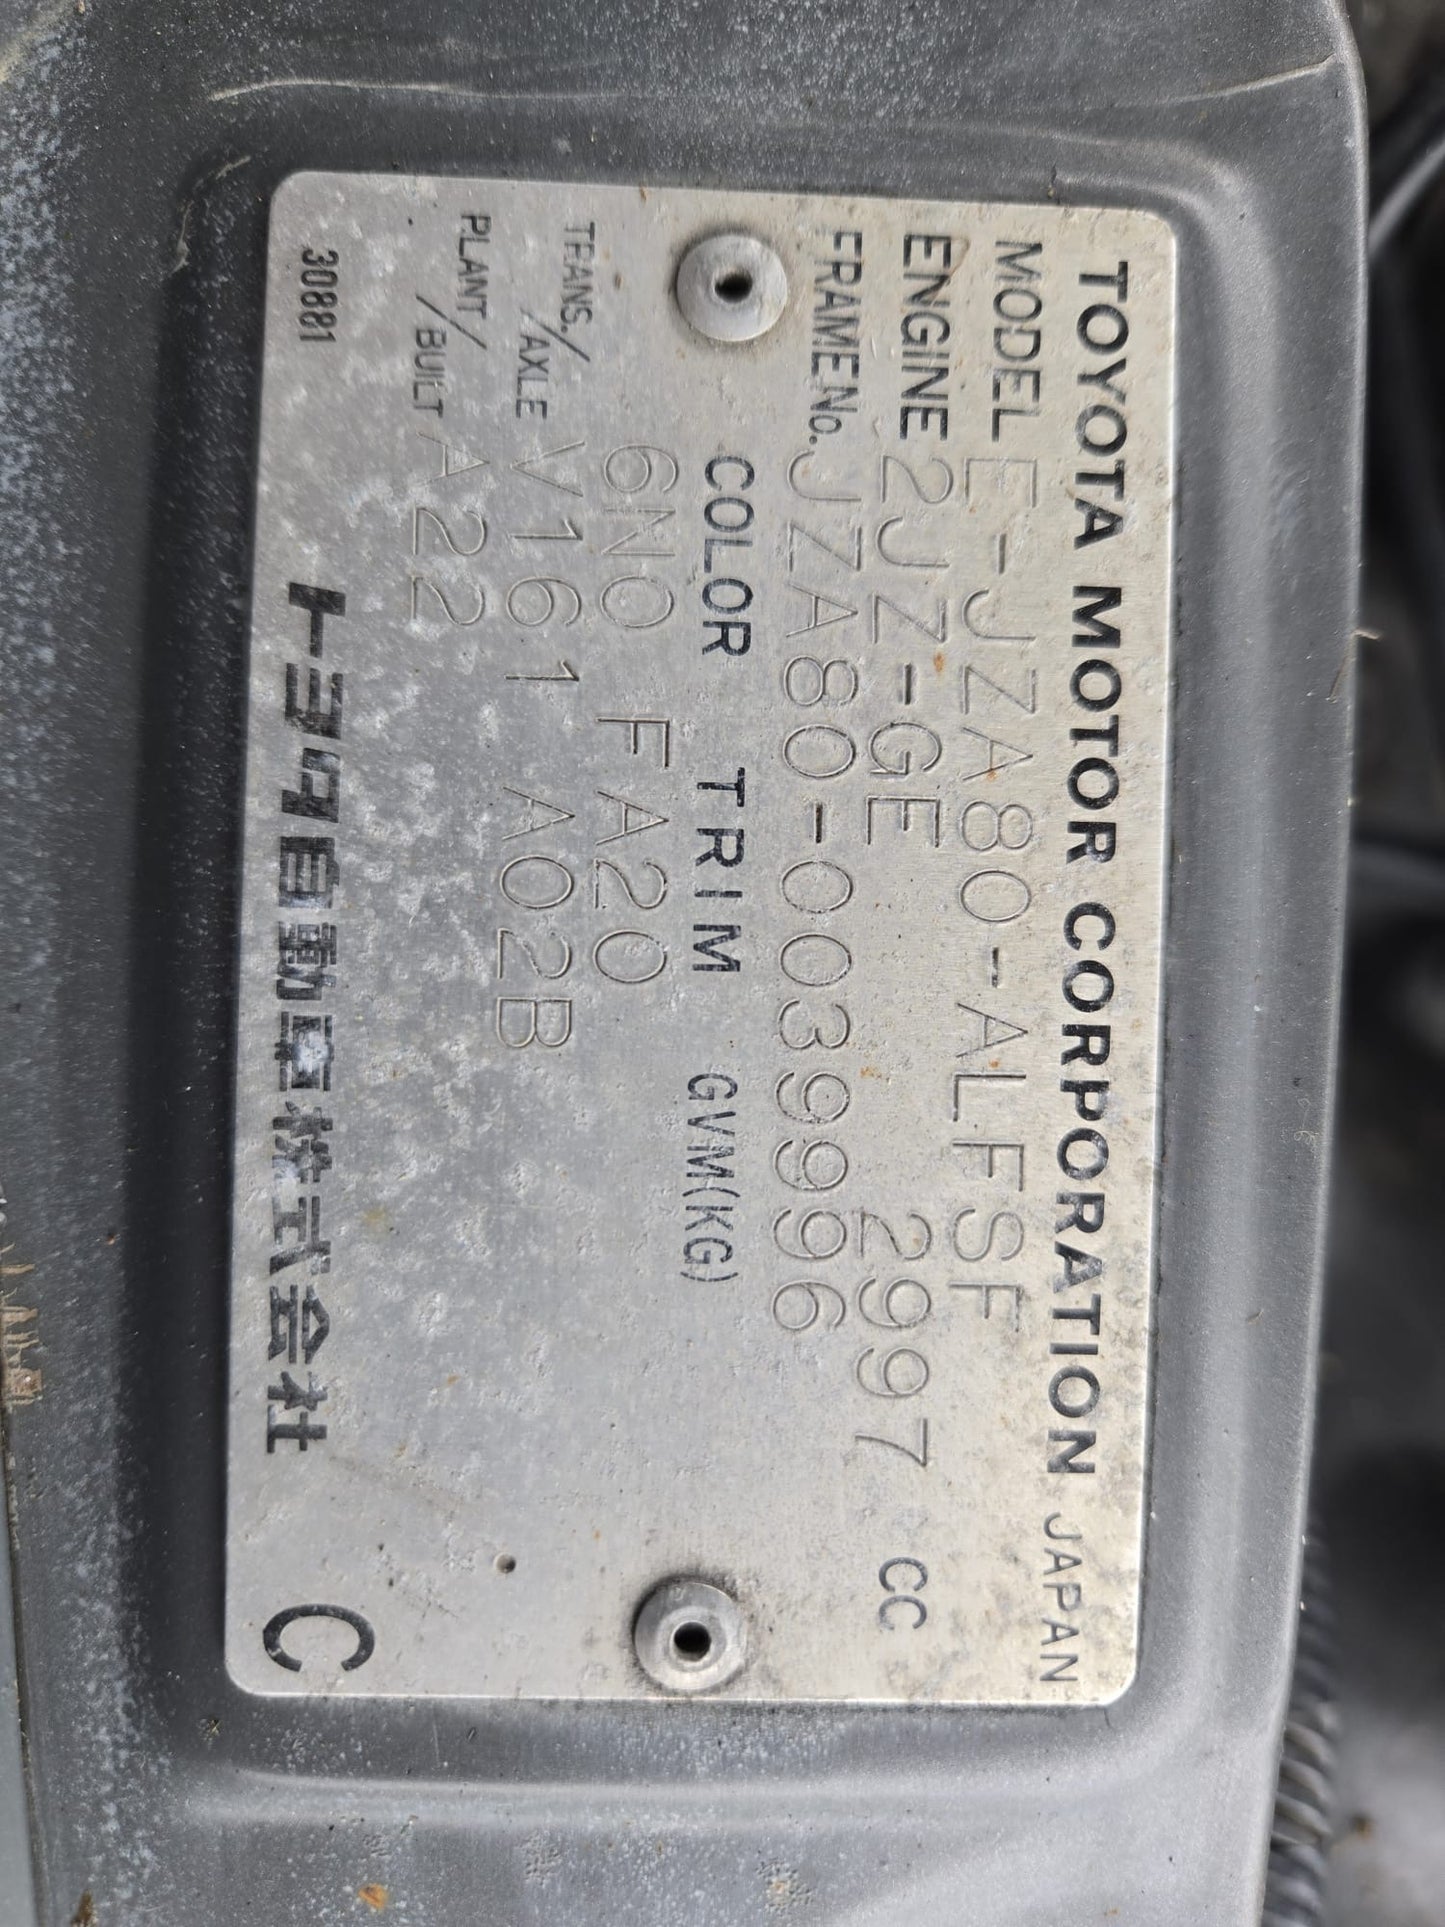 TOYOTA MOTOR CORPORATION JAPAN
MODEL E-JZA80-ALFSF
ENGINE 2JZ-GE 2997 CC
FRAME No. JZA80-0039996
COLOR TRIM GVM(KG)
6N0 FA20
TRANS./AXLE V161 A02B
PLANT/BUILT A22
トヨタ自動車株式会社 C
30881